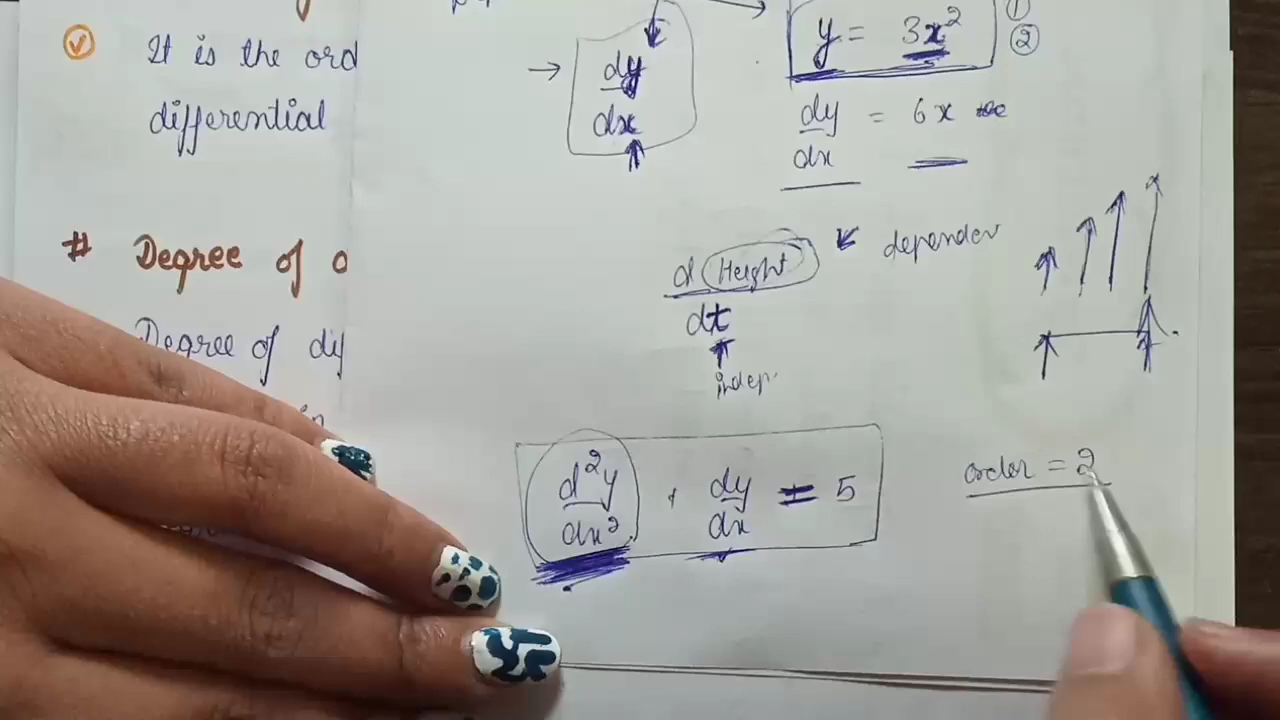 It is the ord
differential
# Degree of
Degree of dif
dy
dx
→
y = 3x²
①
②
dy/dx = 6x
d Height
dt
indep.
dependen
d²y/dx² + dy/dx = 5
order = 2